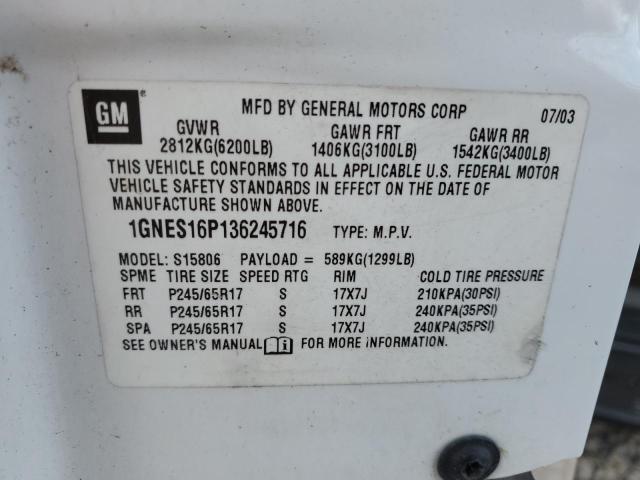 GM ® MFD BY GENERAL MOTORS CORP 07/03
GVWR GAWR FRT GAWR RR
2812KG(6200LB) 1406KG(3100LB) 1542KG(3400LB)
THIS VEHICLE CONFORMS TO ALL APPLICABLE U.S. FEDERAL MOTOR
VEHICLE SAFETY STANDARDS IN EFFECT ON THE DATE OF
MANUFACTURE SHOWN ABOVE.
1GNES16P136245716 TYPE: M.P.V.
MODEL: S15806 PAYLOAD = 589KG(1299LB)
SPME TIRE SIZE SPEED RTG RIM COLD TIRE PRESSURE
FRT P245/65R17 S 17X7J 210KPA(30PSI)
RR P245/65R17 S 17X7J 240KPA(35PSI)
SPA P245/65R17 S 17X7J 240KPA(35PSI)
SEE OWNER'S MANUAL i FOR MORE INFORMATION.